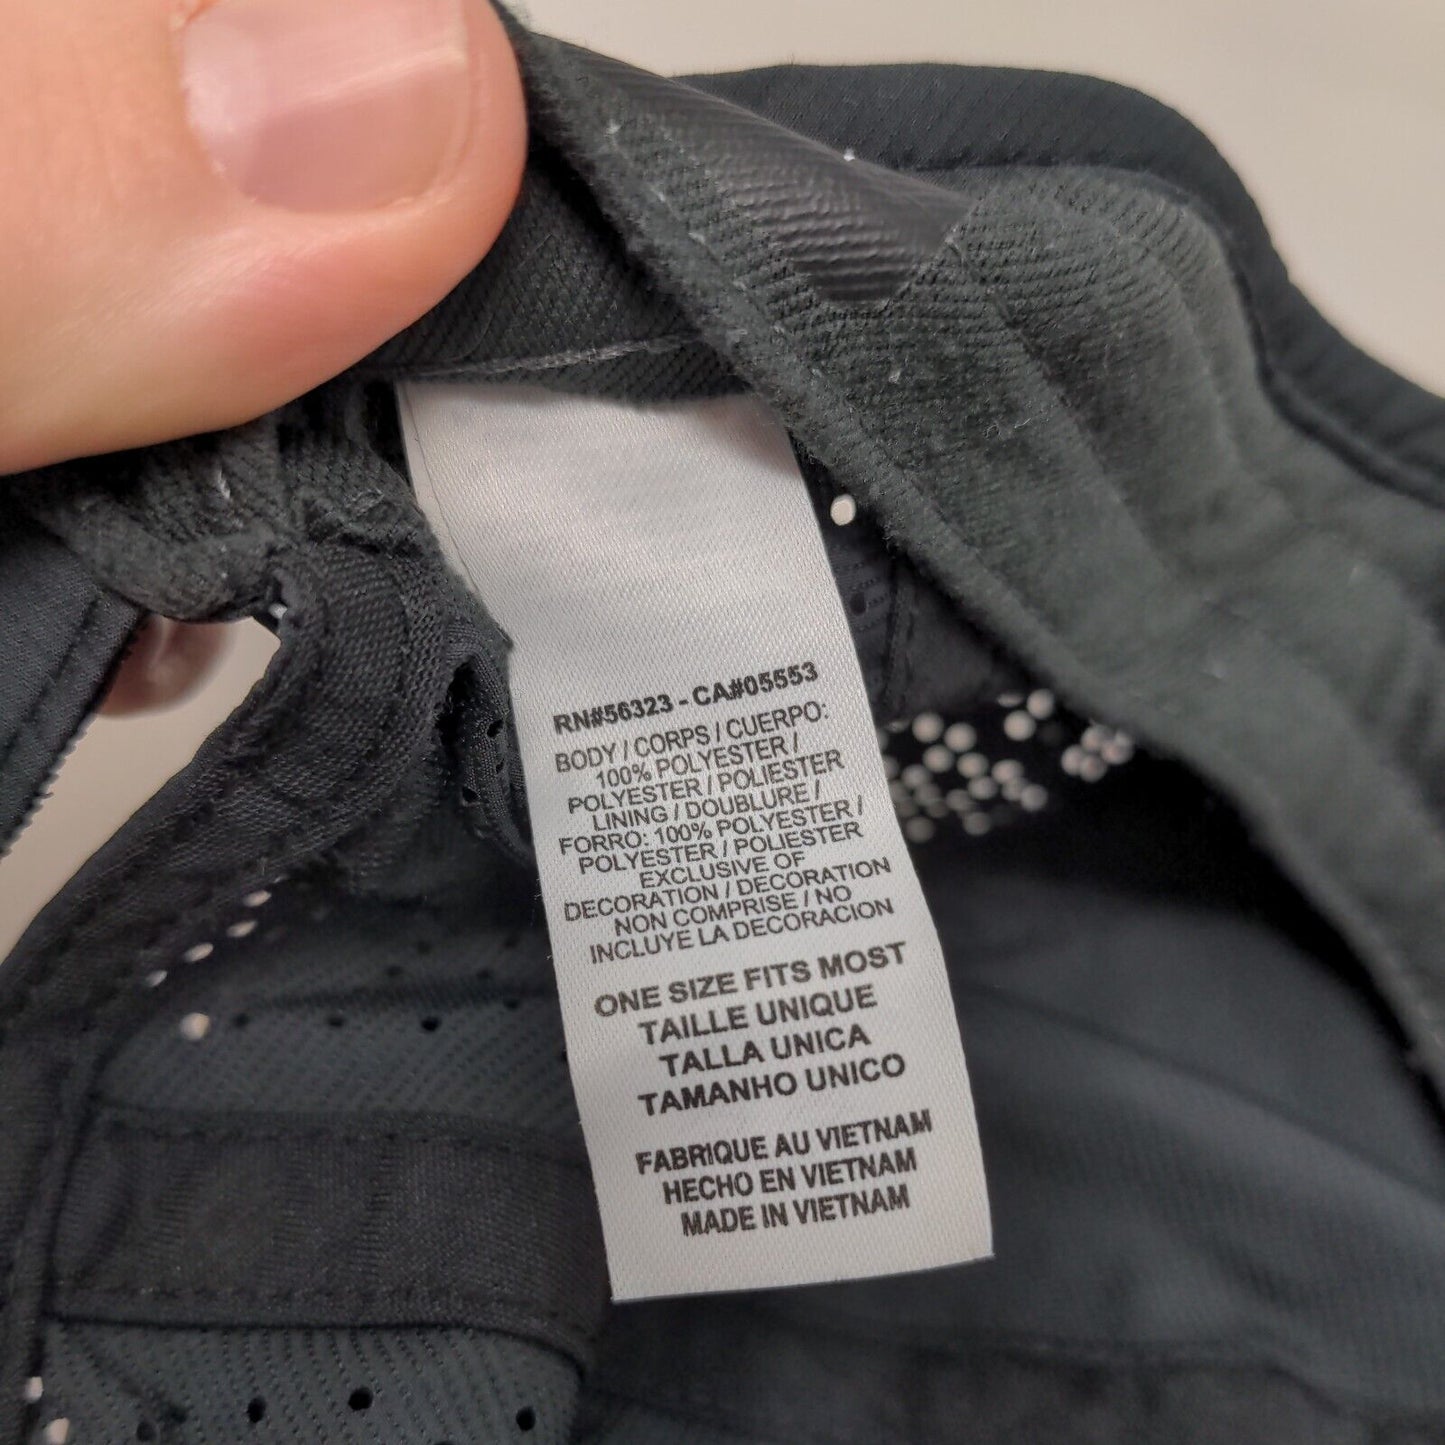 RN#56323 - CA#05553
BODY / CORPS / CUERPO:
100% POLYESTER /
POLYESTER / POLIESTER
LINING / DOUBLURE /
FORRO: 100% POLYESTER /
POLYESTER / POLIESTER
EXCLUSIVE OF
DECORATION / DECORATION
NON COMPRISE / NO
INCLUYE LA DECORACION
ONE SIZE FITS MOST
TAILLE UNIQUE
TALLA UNICA
TAMANHO UNICO
FABRIQUE AU VIETNAM
HECHO EN VIETNAM
MADE IN VIETNAM